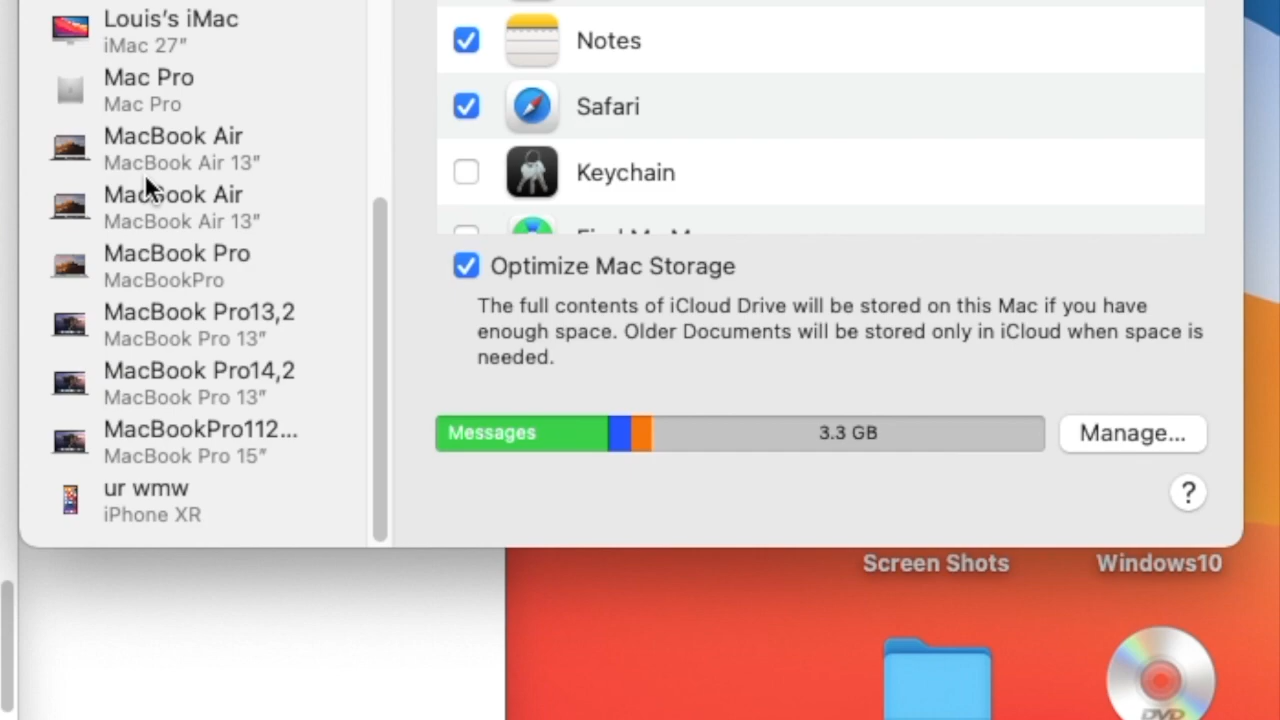 Louis's iMac
iMac 27"
Mac Pro
Mac Pro
MacBook Air
MacBook Air 13"
MacBook Air
MacBook Air 13"
MacBook Pro
MacBookPro
MacBook Pro13,2
MacBook Pro 13"
MacBook Pro14,2
MacBook Pro 13"
MacBookPro112...
MacBook Pro 15"
ur wmw
iPhone XR
Notes
Safari
Keychain
Optimize Mac Storage
The full contents of iCloud Drive will be stored on this Mac if you have
enough space. Older Documents will be stored only in iCloud when space is
needed.
Messages
3.3 GB
Manage...
?
Screen Shots
Windows10
DVD